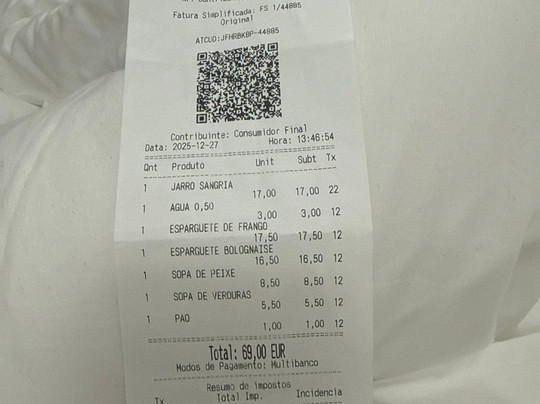 Fatura Simplificada: FS 1/44885
Original
ATCUD:JFHRBKBP-44885
Contribuinte: Consumidor Final
Data: 2025-12-27 Hora: 13:46:54
Qnt Produto Unit Subt Tx
1 JARRO SANGRIA
17,00 17,00 22
1 AGUA 0,50
3,00 3,00 12
1 ESPARGUETE DE FRANGO
17,50 17,50 12
1 ESPARGUETE BOLOGNAISE
16,50 16,50 12
1 SOPA DE PEIXE
8,50 8,50 12
1 SOPA DE VERDURAS
5,50 5,50 12
1 PAO
1,00 1,00 12
Total: 69,00 EUR
Modos de Pagamento: Multibanco
Resumo de impostos
Tx Total Imp. Incidencia